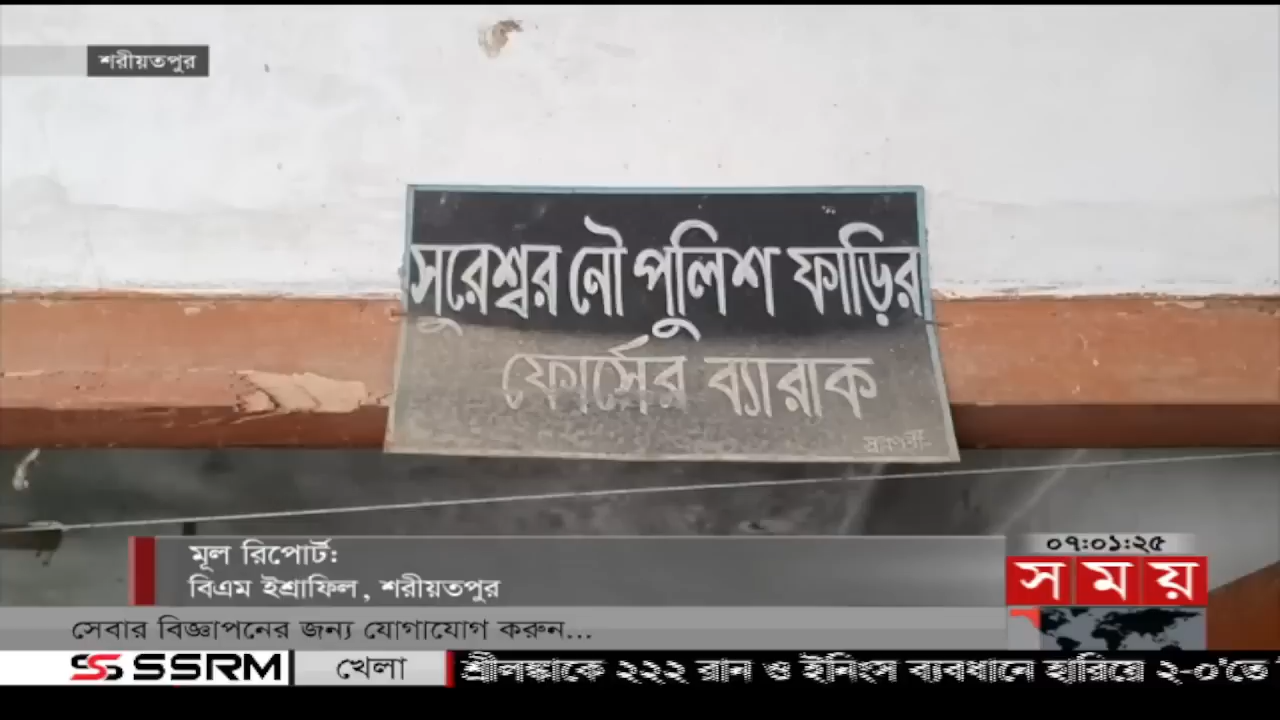 শরীয়তপুর
সুরেশ্বর নৌ পুলিশ ফাড়ির
ফোর্সের ব্যারাক
মূল রিপোর্ট:
বিএম ইশ্রাফিল, শরীয়তপুর
০৭:০১:২৫
সময়
সেবার বিজ্ঞাপনের জন্য যোগাযোগ করুন...
SSRM
খেলা
শ্রীলঙ্কাকে ২২২ রান ও ইনিংস ব্যবধানে হারিয়ে ২-০'তে